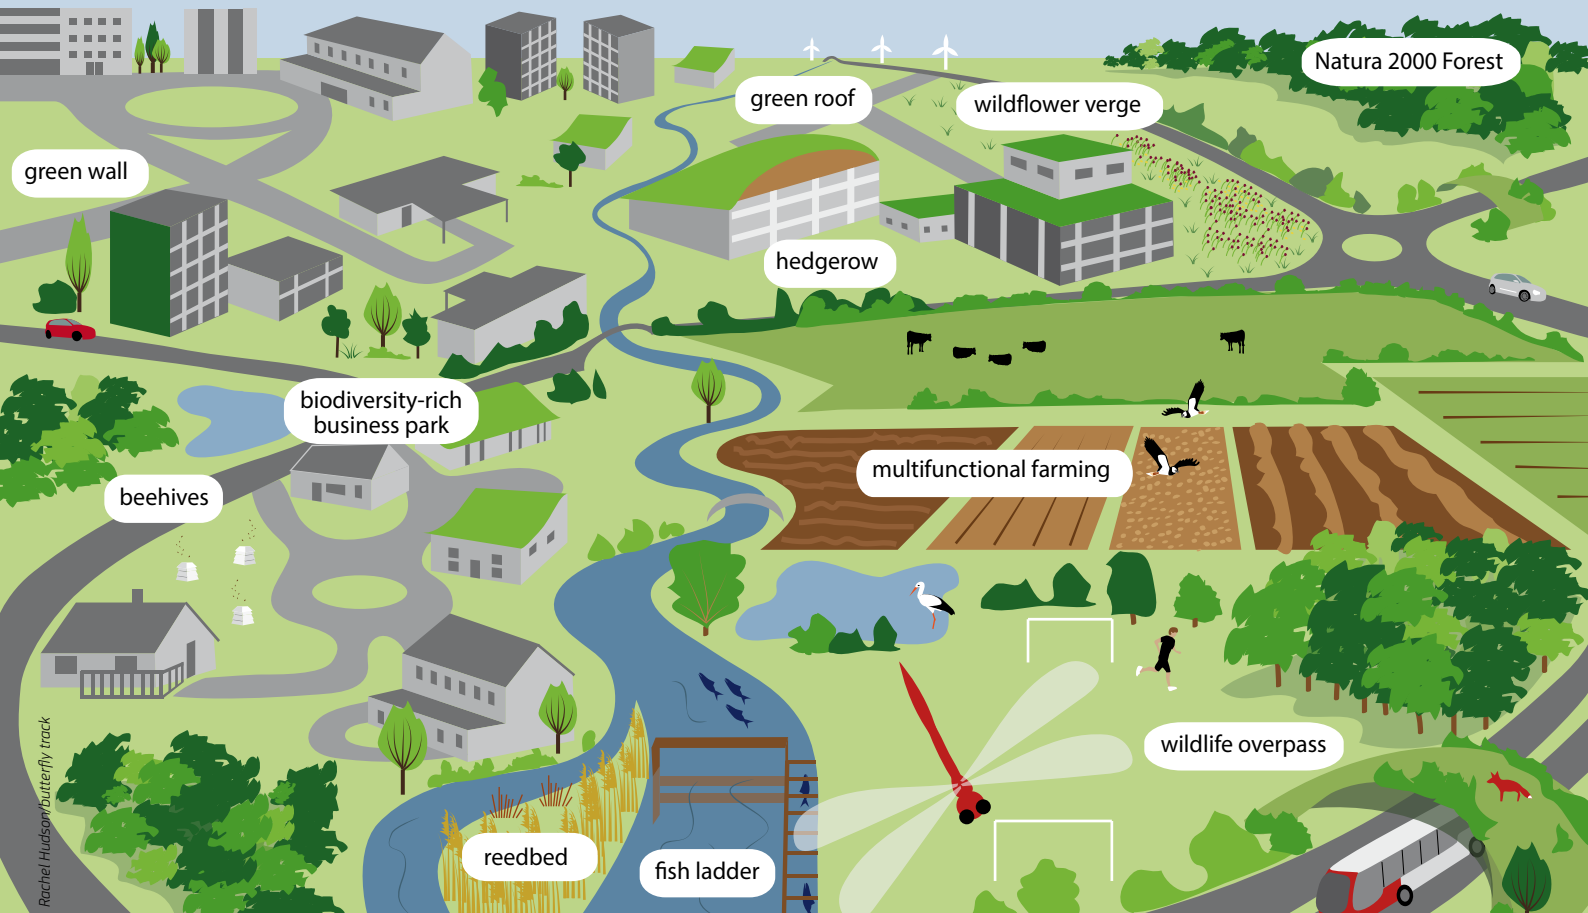 Natura 2000 Forest
green roof
wildflower verge
green wall
hedgerow
biodiversity-rich
business park
multifunctional farming
beehives
wildlife overpass
reedbed
fish ladder
Rachel Hudson/butterfly track